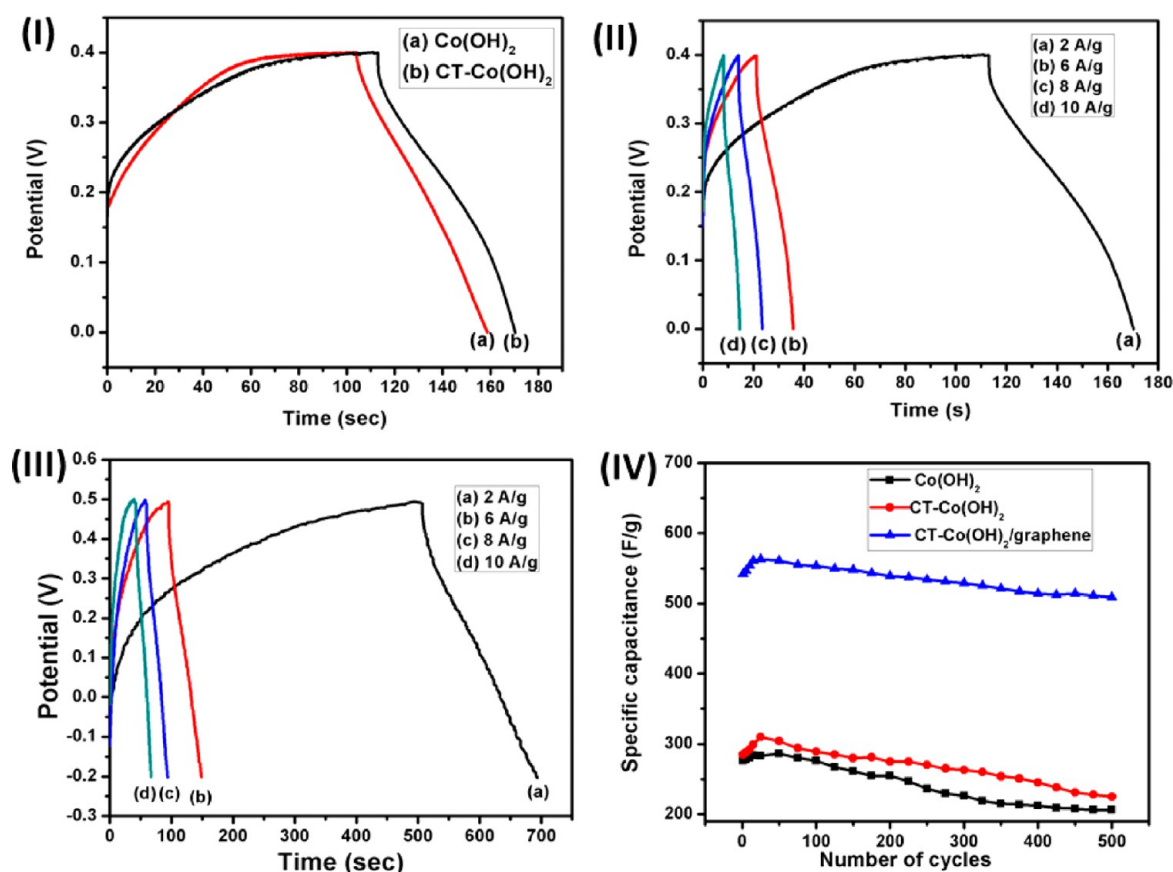 (I)
(a) Co(OH)₂
(b) CT-Co(OH)₂
Potential (V)
0.4
0.3
0.2
0.1
0.0
(a) (b)
0 20 40 60 80 100 120 140 160 180
Time (sec)
(II)
(a) 2 A/g
(b) 6 A/g
(c) 8 A/g
(d) 10 A/g
Potential (V)
0.4
0.3
0.2
0.1
0.0
(d) (c) (b) (a)
0 20 40 60 80 100 120 140 160 180
Time (s)
(III)
(a) 2 A/g
(b) 6 A/g
(c) 8 A/g
(d) 10 A/g
Potential (V)
0.6
0.5
0.4
0.3
0.2
0.1
0.0
-0.1
-0.2
-0.3
(d) (c) (b) (a)
0 100 200 300 400 500 600 700
Time (sec)
(IV)
Co(OH)₂
CT-Co(OH)₂
CT-Co(OH)₂/graphene
Specific capacitance (F/g)
700
600
500
400
300
200
0 100 200 300 400 500
Number of cycles